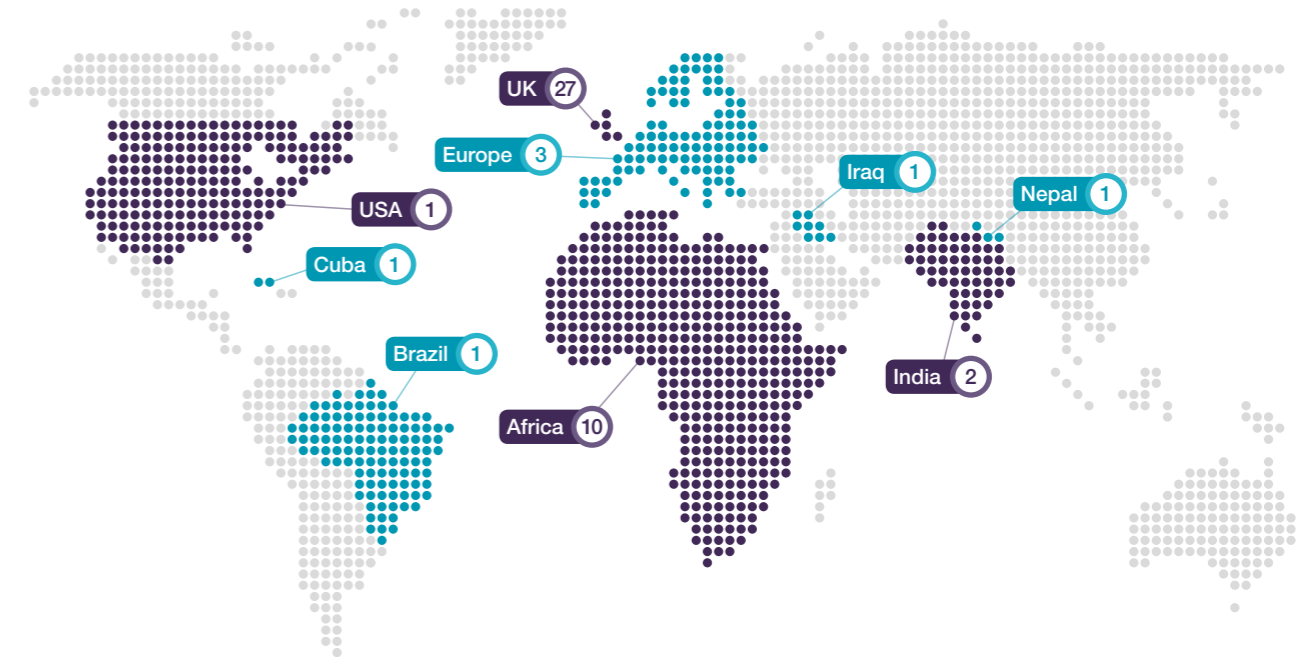 UK 27
Europe 3
Iraq 1
Nepal 1
USA 1
Cuba 1
Brazil 1
India 2
Africa 10